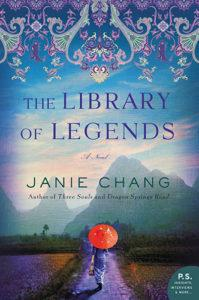 THE LIBRARY
OF LEGENDS
A Novel
JANIE CHANG
Author of Three Souls and Dragon Springs Road
P.S.
INSIGHTS,
INTERVIEWS
& MORE...